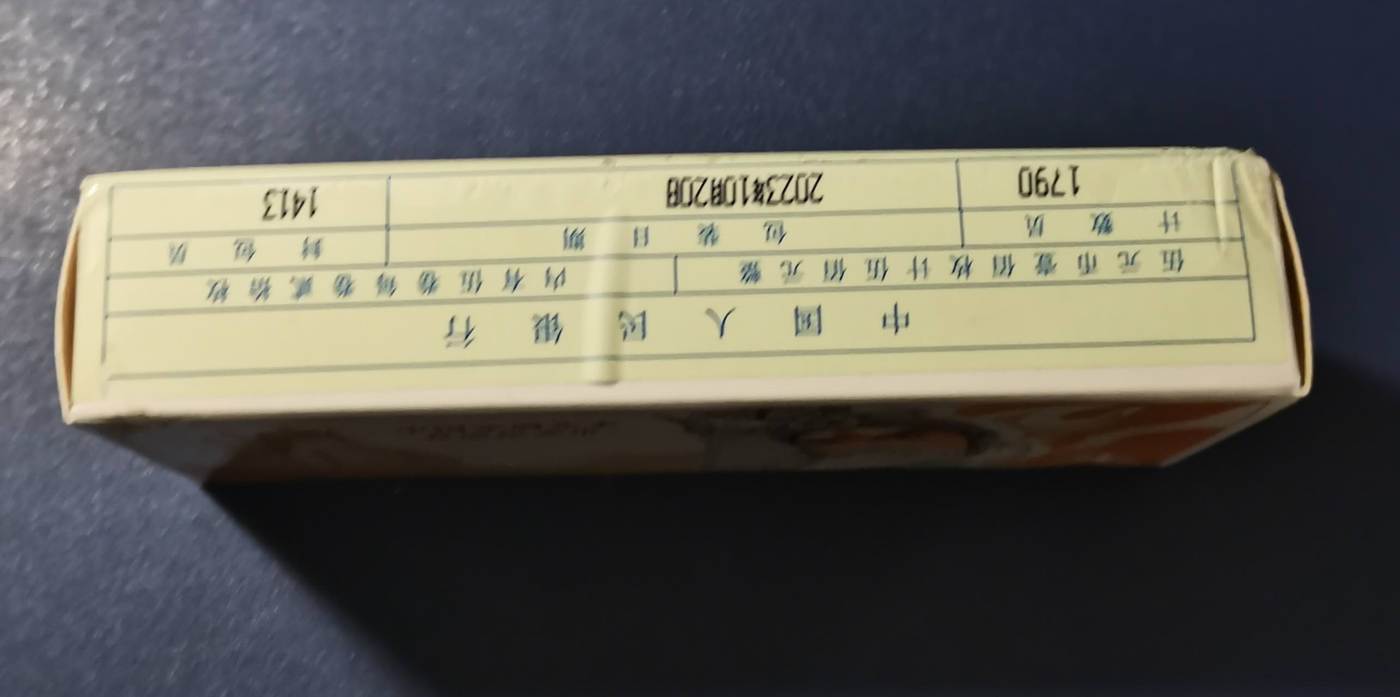 中国人民银行
伍元币壹佰枚计伍佰元整 内有伍卷每卷贰拾枚
计数员 包装日期 封包员
1790 2023年10月20日 1413